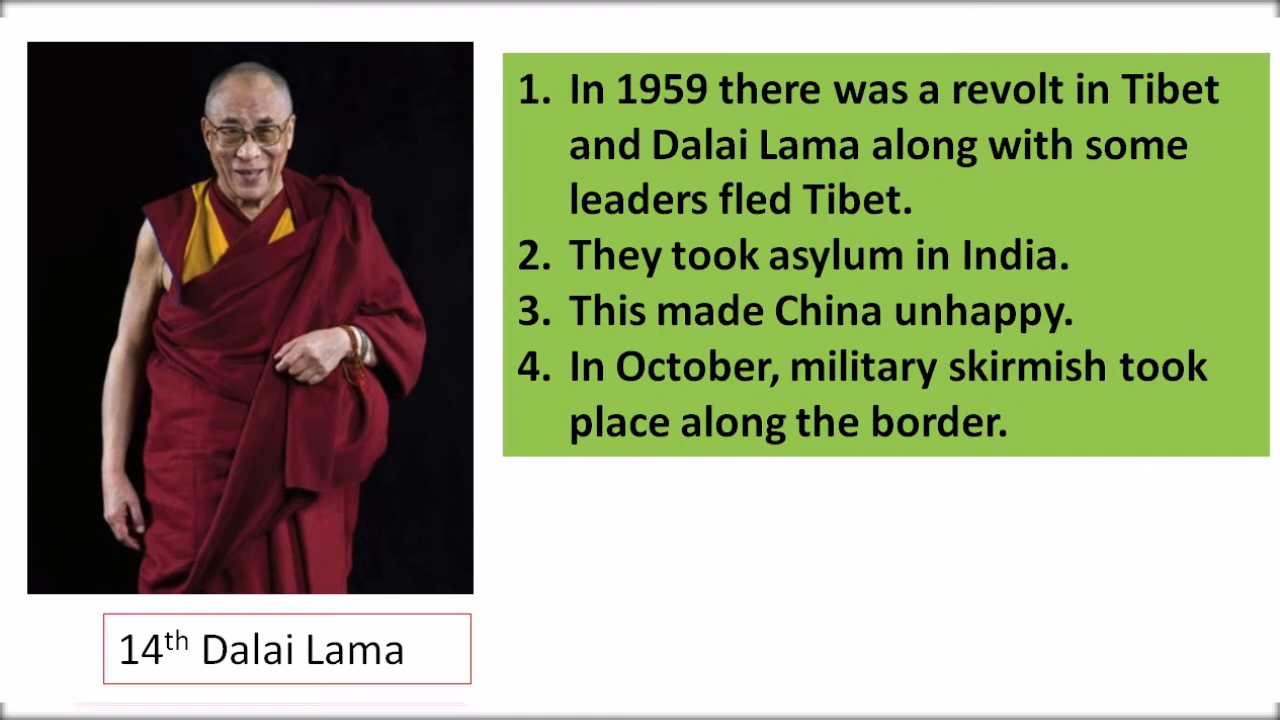 1. In 1959 there was a revolt in Tibet
and Dalai Lama along with some
leaders fled Tibet.
2. They took asylum in India.
3. This made China unhappy.
4. In October, military skirmish took
place along the border.
14th Dalai Lama